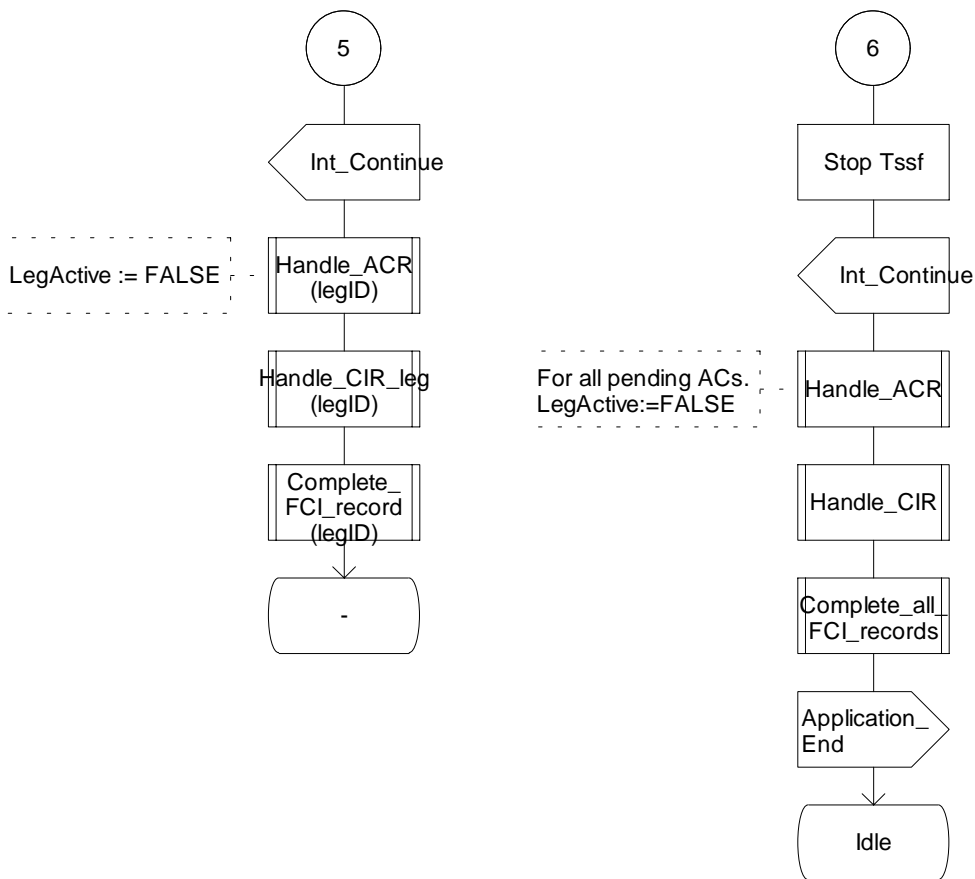 5
Int_Continue
LegActive := FALSE
Handle_ACR
(legID)
Handle_CIR_leg
(legID)
Complete_
FCI_record
(legID)
-
6
Stop Tssf
Int_Continue
For all pending ACs.
LegActive:=FALSE
Handle_ACR
Handle_CIR
Complete_all_
FCI_records
Application_
End
Idle